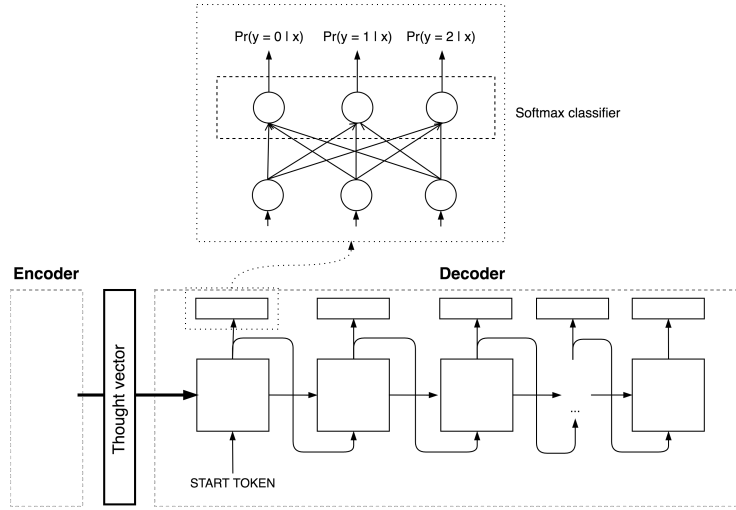 Pr(y = 0 | x) Pr(y = 1 | x) Pr(y = 2 | x)
Softmax classifier
Encoder
Decoder
Thought vector
...
START TOKEN